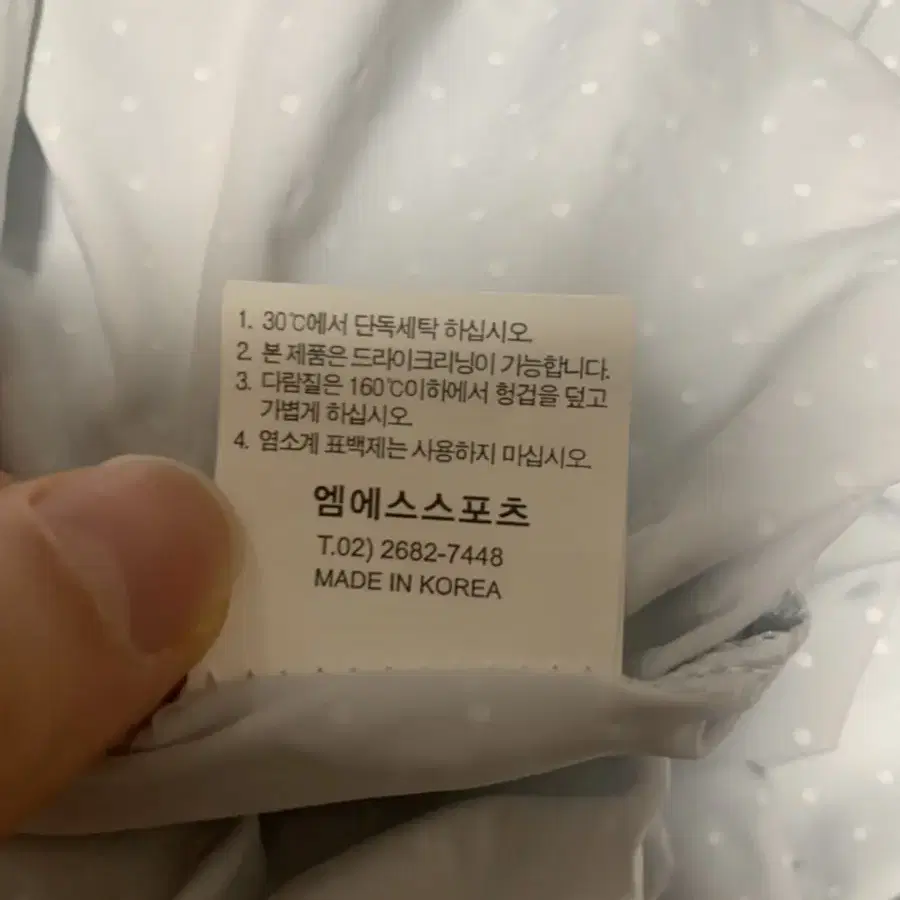 1. 30℃에서 단독세탁 하십시오.
2. 본 제품은 드라이크리닝이 가능합니다.
3. 다람질은 160℃이하에서 헝겁을 덮고
가볍게 하십시오.
4. 염소계 표백제는 사용하지 마십시오.
엠에스스포츠
T.02) 2682-7448
MADE IN KOREA